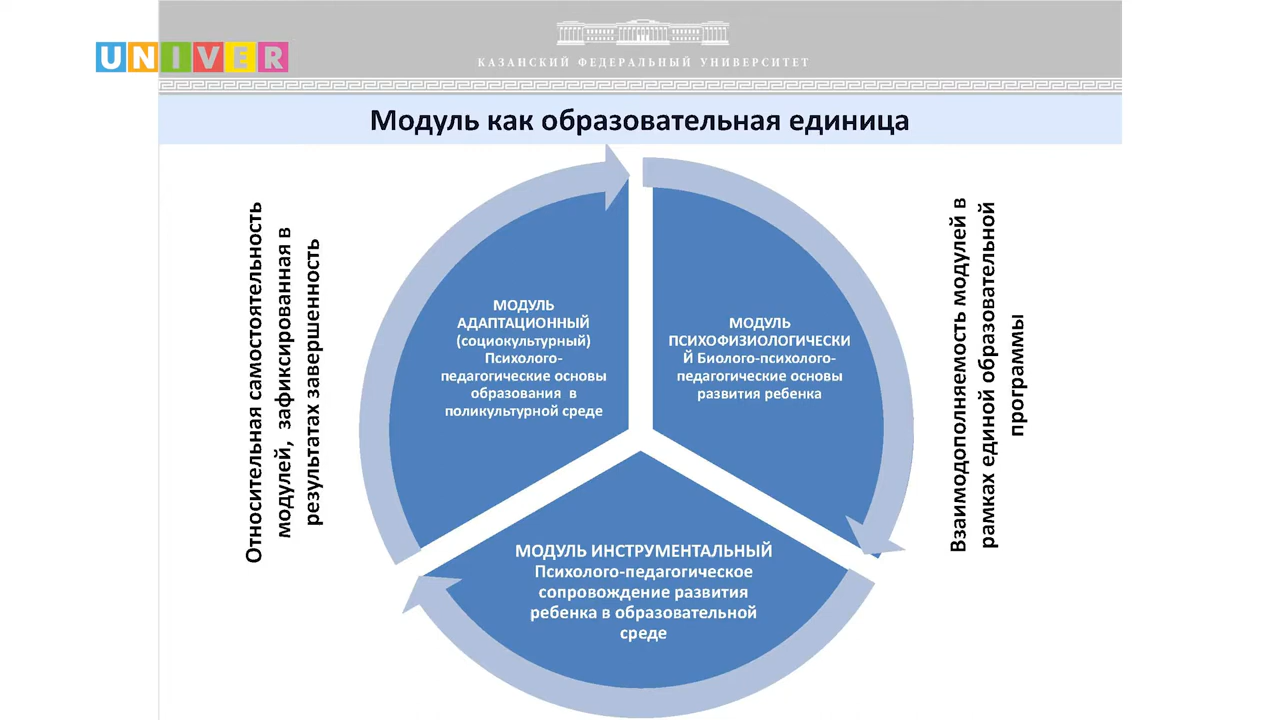 UNIVER
КАЗАНСКИЙ ФЕДЕРАЛЬНЫЙ УНИВЕРСИТЕТ
Модуль как образовательная единица
Относительная самостоятельность
модулей, зафиксированная в
результатах завершенность
МОДУЛЬ
АДАПТАЦИОННЫЙ
(социокультурный)
Психолого-
педагогические основы
образования в
поликультурной среде
МОДУЛЬ
ПСИХОФИЗИОЛОГИЧЕСКИ
Й Биолого-психолого-
педагогические основы
развития ребенка
МОДУЛЬ ИНСТРУМЕНТАЛЬНЫЙ
Психолого-педагогическое
сопровождение развития
ребенка в образовательной
среде
Взаимодополняемость модулей в
рамках единой образовательной
программы